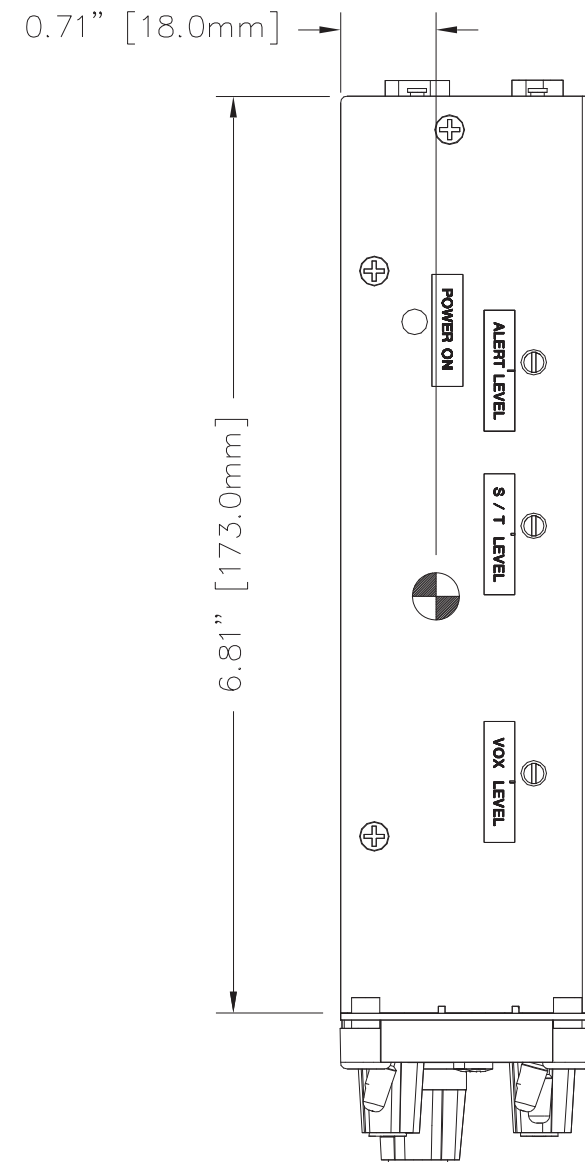 0.71” [18.0mm]
6.81” [173.0mm]
POWER ON
ALERT LEVEL
S / T LEVEL
VOX LEVEL